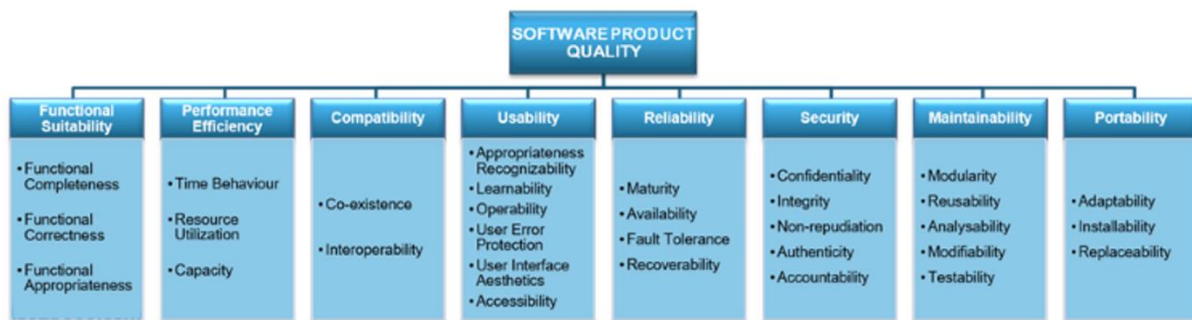 SOFTWARE PRODUCT
QUALITY
Functional
Suitability
Performance
Efficiency
Compatibility
Usability
Reliability
Security
Maintainability
Portability
• Functional
Completeness
• Functional
Correctness
• Functional
Appropriateness
• Time Behaviour
• Resource
Utilization
• Capacity
• Co-existence
• Interoperability
• Appropriateness
Recognizability
• Learnability
• Operability
• User Error
Protection
• User Interface
Aesthetics
• Accessibility
• Maturity
• Availability
• Fault Tolerance
• Recoverability
• Confidentiality
• Integrity
• Non-repudiation
• Authenticity
• Accountability
• Modularity
• Reusability
• Analysability
• Modifiability
• Testability
• Adaptability
• Installability
• Replaceability